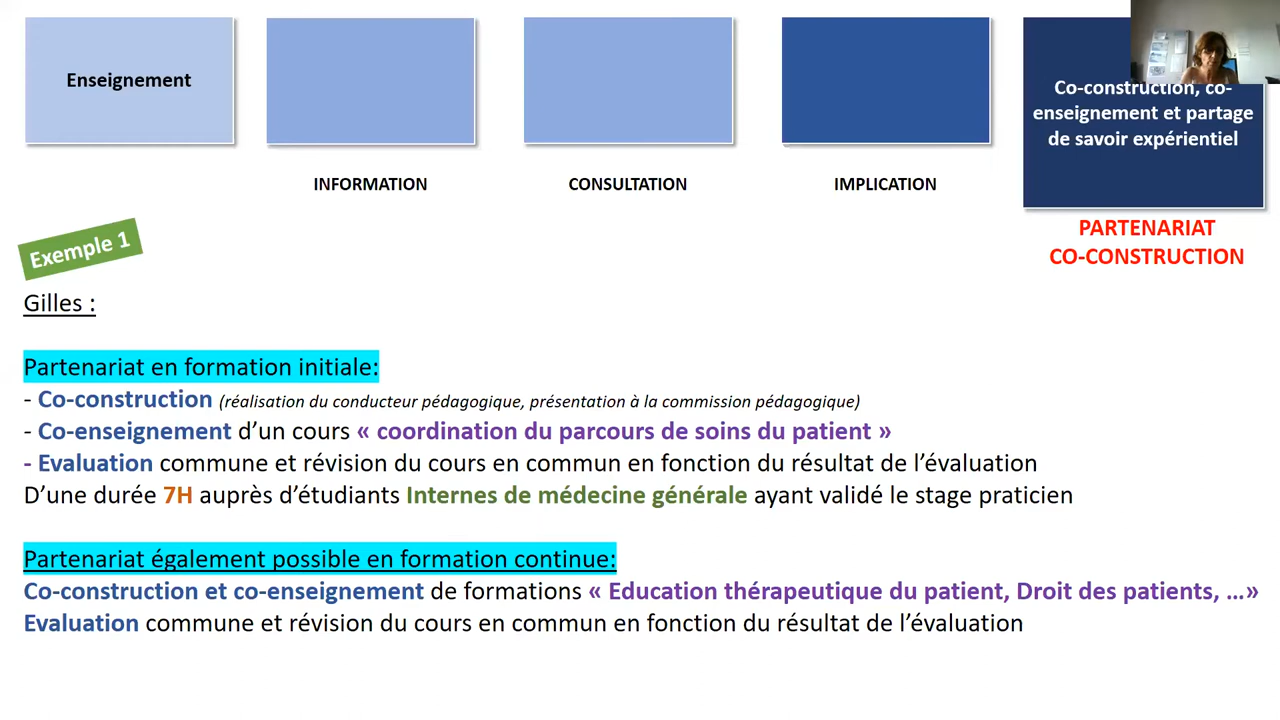 Enseignement
Co-construction, co-
enseignement et partage
de savoir expérientiel
INFORMATION
CONSULTATION
IMPLICATION
PARTENARIAT
CO-CONSTRUCTION
Exemple 1
Gilles :
Partenariat en formation initiale:
- Co-construction (réalisation du conducteur pédagogique, présentation à la commission pédagogique)
- Co-enseignement d’un cours « coordination du parcours de soins du patient »
- Evaluation commune et révision du cours en commun en fonction du résultat de l’évaluation
D’une durée 7H auprès d’étudiants Internes de médecine générale ayant validé le stage praticien
Partenariat également possible en formation continue:
Co-construction et co-enseignement de formations « Education thérapeutique du patient, Droit des patients, …»
Evaluation commune et révision du cours en commun en fonction du résultat de l’évaluation